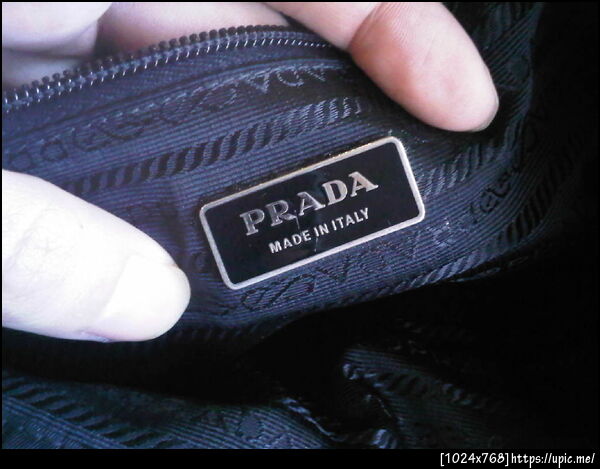 PRADA
MADE IN ITALY
[1024x768]https://upic.me/